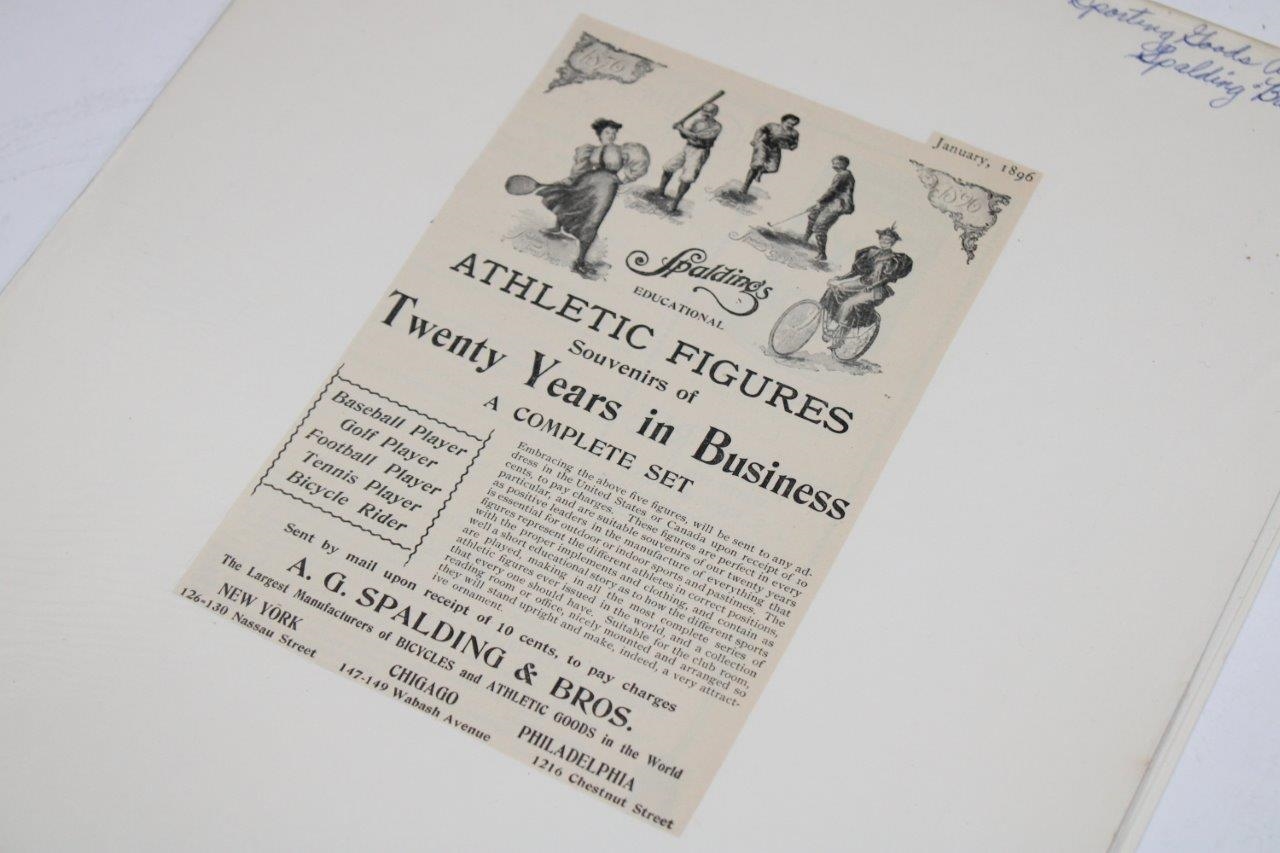 Sporting Goods
Spalding
January, 1896
1876
1896
Spalding's
EDUCATIONAL
ATHLETIC FIGURES
Souvenirs of
Twenty Years in Business
A COMPLETE SET
Baseball Player
Golf Player
Football Player
Tennis Player
Bicycle Rider
Embracing the above five figures, will be sent to any ad-
dress in the United States or Canada upon receipt of 10
cents, to pay charges. These figures are perfect in every
particular, and are suitable souvenirs of our twenty years
as positive leaders in the manufacture of everything that
is essential for outdoor or indoor sports and pastimes. The
figures represent the different athletes in correct positions,
with the proper implements and clothing, and contain as
well a short educational story as to how the different sports
are played, making in all the most complete series of
athletic figures ever issued in the world, and a collection
that every one should have. Suitable for the club room,
reading room or office, nicely mounted and arranged so
they will stand upright and make, indeed, a very attract-
ive ornament.
Sent by mail upon receipt of 10 cents, to pay charges
A. G. SPALDING & BROS.
The Largest Manufacturers of BICYCLES and ATHLETIC GOODS in the World
NEW YORK
126-130 Nassau Street
CHIGAGO
147-149 Wabash Avenue
PHILADELPHIA
1216 Chestnut Street